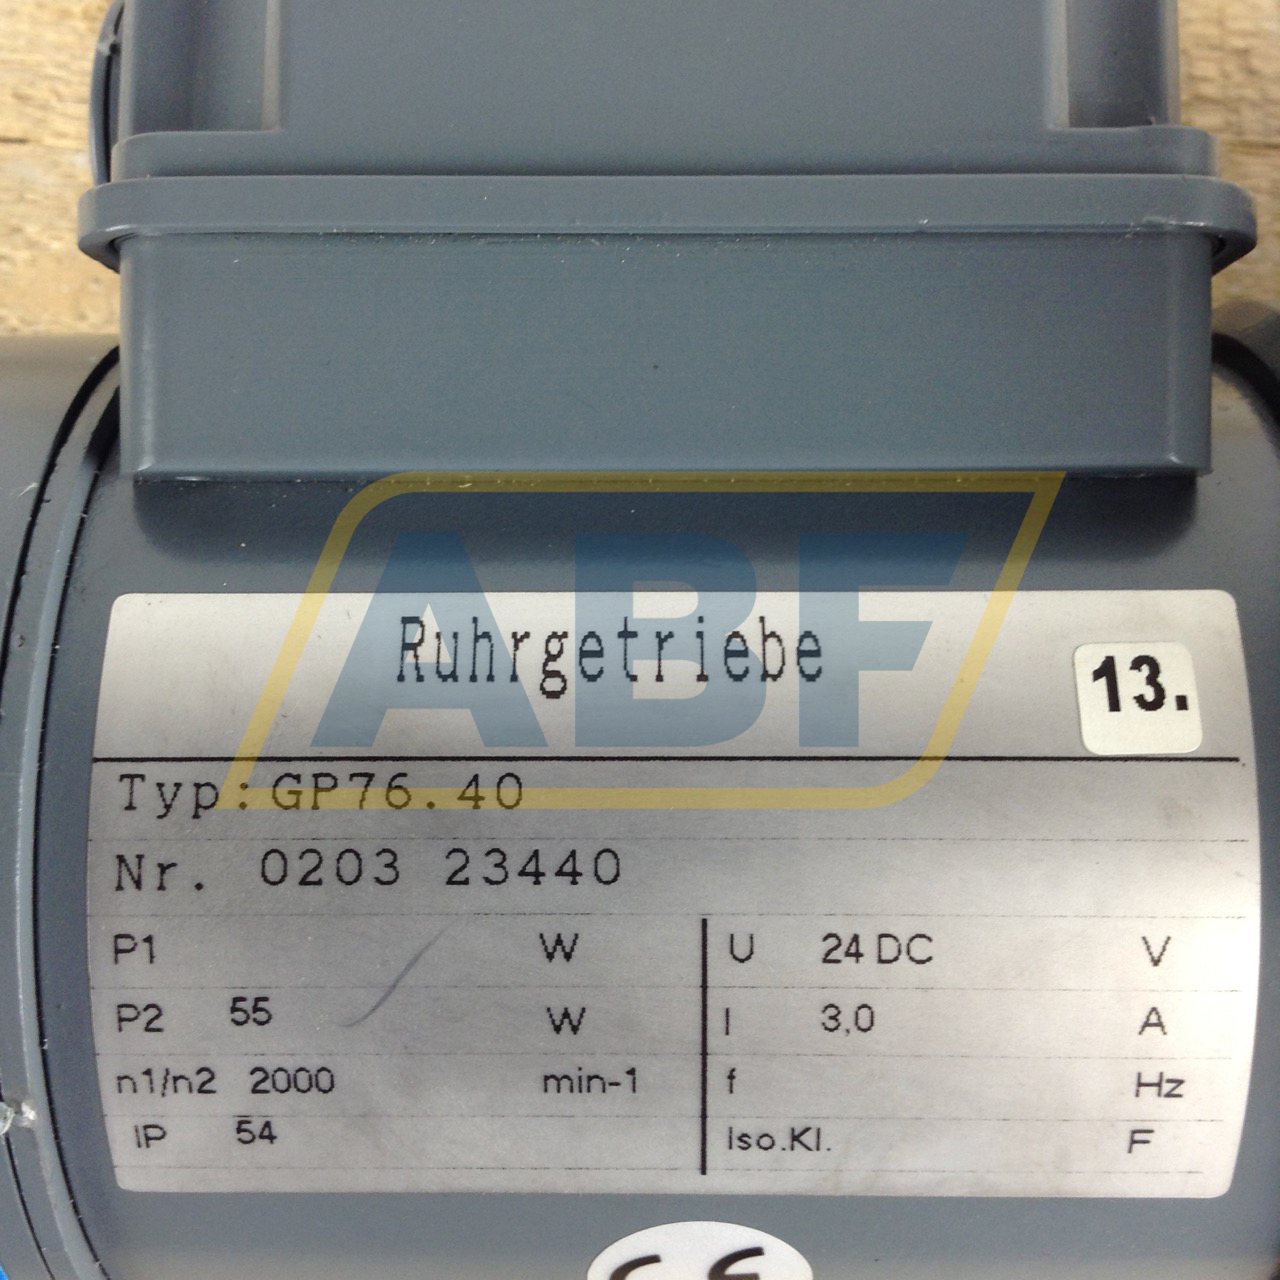 ABF
Ruhrgetriebe
13.
Typ: GP76.40
Nr. 0203 23440
P1 W U 24 DC V
P2 55 W I 3,0 A
n1/n2 2000 min-1 f Hz
IP 54 Iso.Kl. F
CE